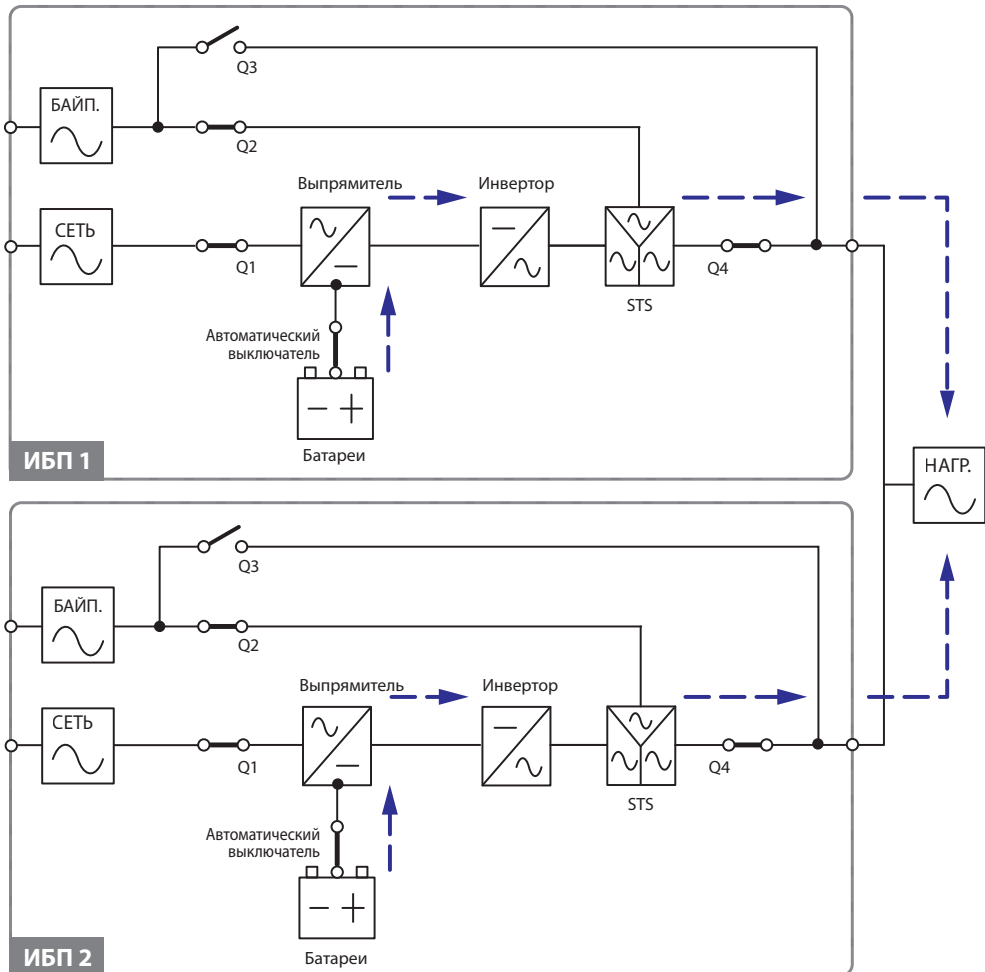 Q3
БАЙП.
Q2
Выпрямитель
Инвертор
СЕТЬ
Q1
Q4
STS
Автоматический
выключатель
Батареи
ИБП 1
НАГР.
Q3
БАЙП.
Q2
Выпрямитель
Инвертор
СЕТЬ
Q1
Q4
STS
Автоматический
выключатель
Батареи
ИБП 2